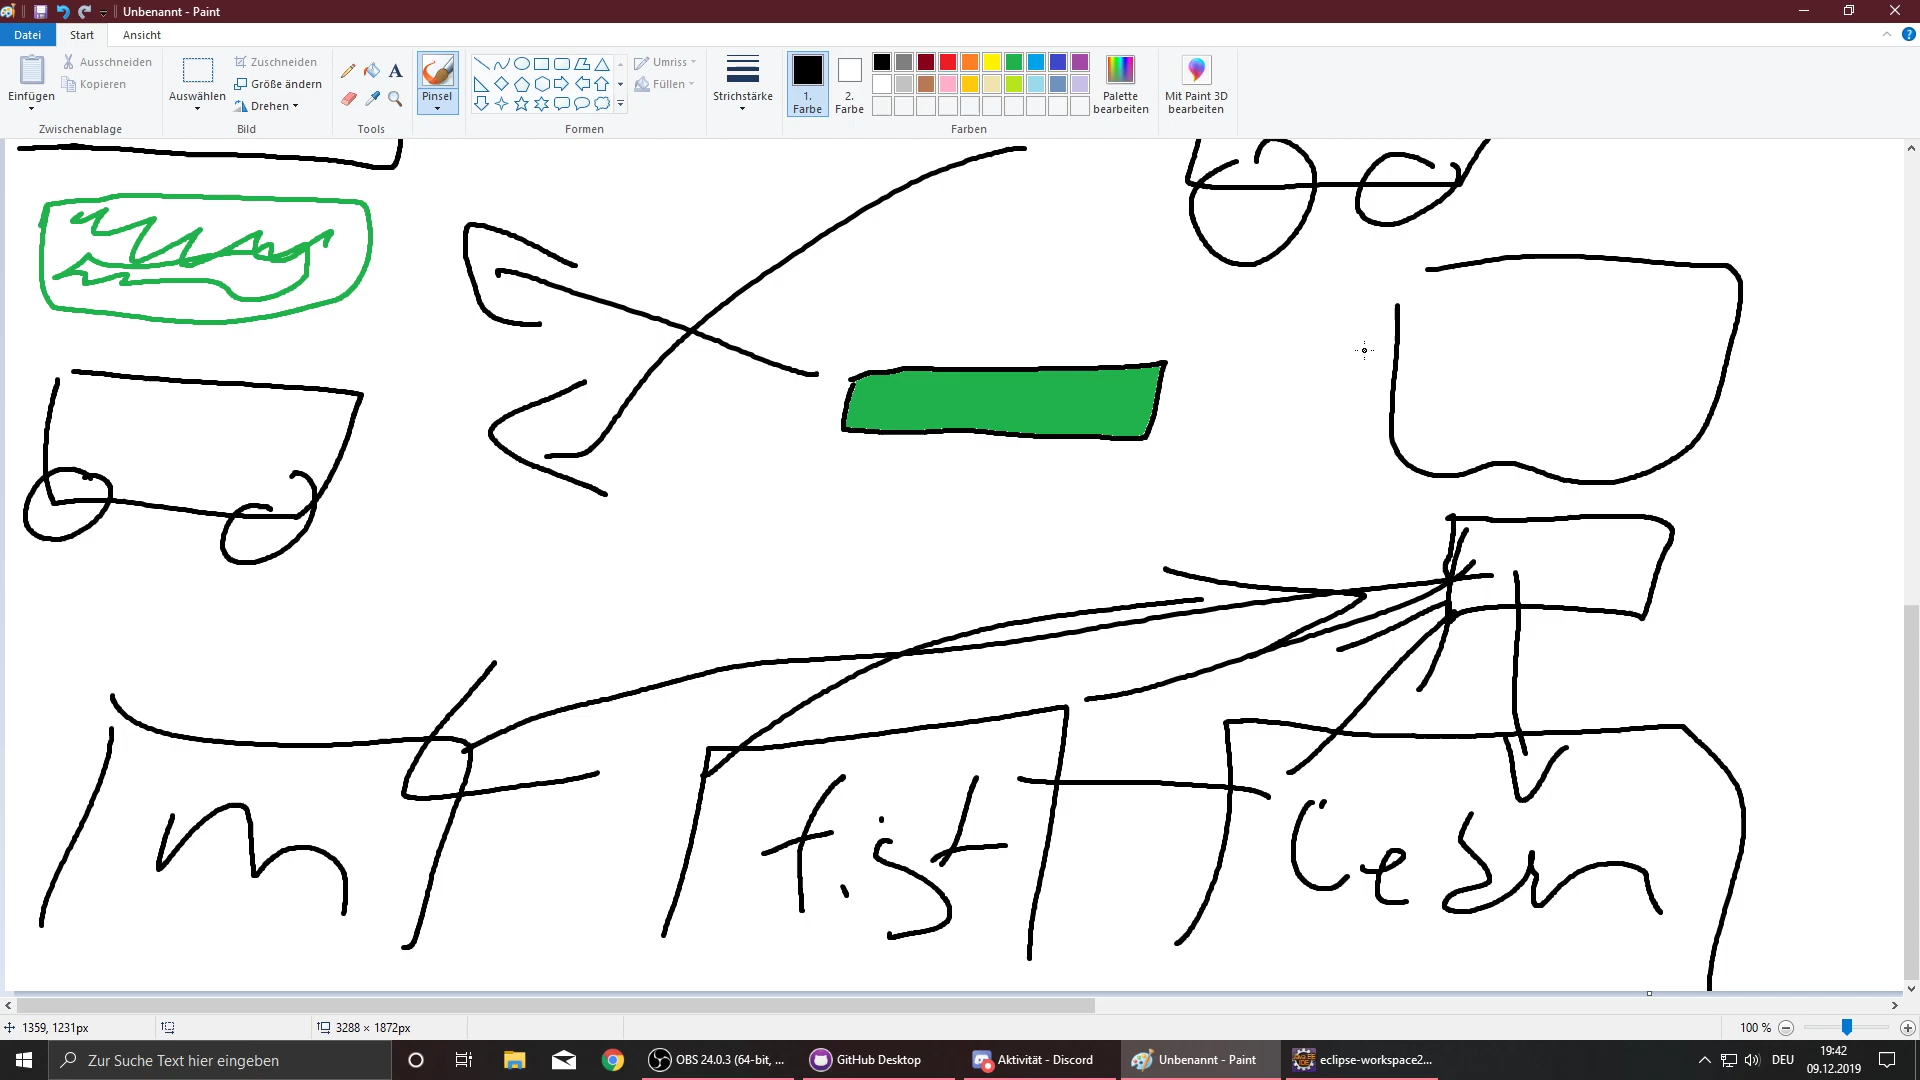 Unbenannt - Paint
Datei Start Ansicht
Einfügen
Ausschneiden
Kopieren
Zwischenablage
Auswählen
Zuschneiden
Größe ändern
Drehen
Bild
Tools
Pinsel
Formen
Umriss
Füllen
Strichstärke
1.
Farbe
2.
Farbe
Farben
Palette
bearbeiten
Mit Paint 3D
bearbeiten
m
1359, 1231px
3288 × 1872px
100 %
Zur Suche Text hier eingeben
OBS 24.0.3 (64-bit, ...
GitHub Desktop
Aktivität - Discord
Unbenannt - Paint
eclipse-workspace2...
DEU
19:42
09.12.2019